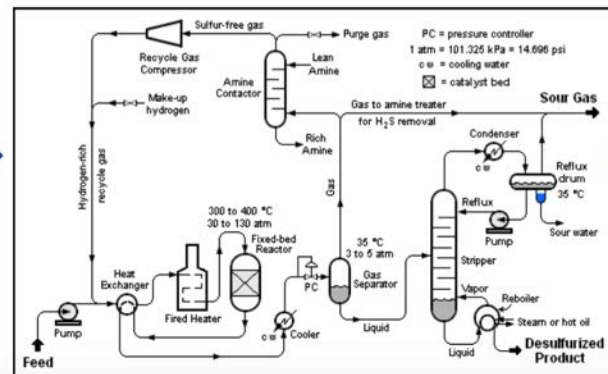 Sulfur-free gas
Purge gas
PC = pressure controller
1 atm = 101.325 kPa = 14.696 psi
cw = cooling water
= catalyst bed
Recycle Gas
Compressor
Lean
Amine
Amine
Contactor
Make-up
hydrogen
Gas to amine treater
for H₂S removal
Sour Gas
Rich
Amine
Condenser
cw
Reflux
drum
35 °C
Hydrogen-rich
recycle gas
Gas
300 to 400 °C
30 to 130 atm
Fixed-bed
Reactor
35 °C
3 to 5 atm
Reflux
Pump
Sour water
Heat
Exchanger
PC
Gas
Separator
Stripper
Vapor
Reboiler
Fired Heater
cw
Cooler
Pump
Liquid
Steam or hot oil
Feed
Liquid
Desulfurized
Product